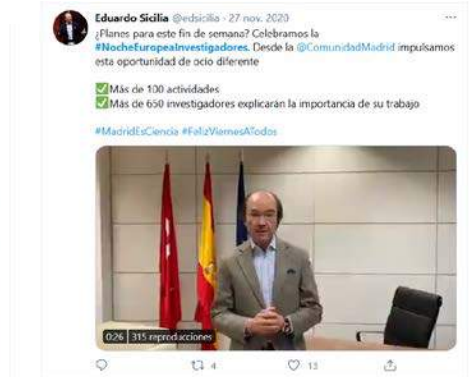 Eduardo Sicilia @edsicilia · 27 nov. 2020
¿Planes para este fin de semana? Celebramos la
#NocheEuropeaInvestigadores. Desde la @ComunidadMadrid impulsamos
esta oportunidad de ocio diferente
✅Más de 100 actividades
✅Más de 650 investigadores explicarán la importancia de su trabajo
#MadridEsCiencia #FelizViernesATodos
0:26 315 reproducciones
4 13